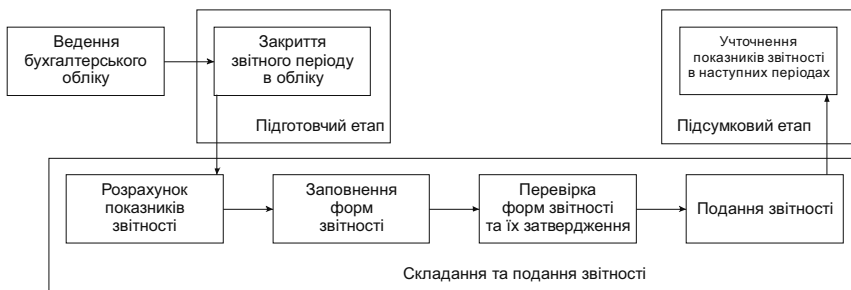 Ведення
бухгалтерського
обліку
Закриття
звітного періоду
в обліку
Підготовчий етап
Уточнення
показників звітності
в наступних періодах
Підсумковий етап
Розрахунок
показників
звітності
Заповнення
форм
звітності
Перевірка
форм звітності
та їх затвердження
Подання звітності
Складання та подання звітності